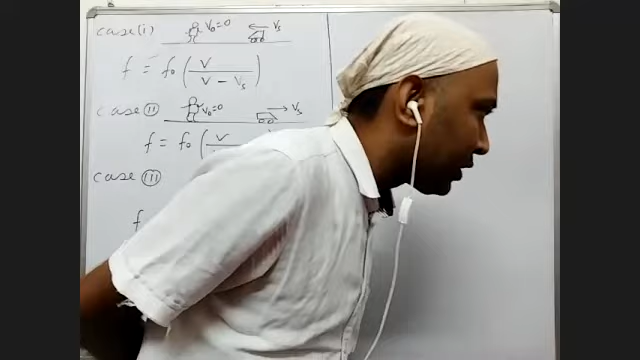 case (i) V₀=0 Vs
f = f₀ ( V / V - Vs )
case (II) V₀=0 Vs
f = f₀ ( V
case (III)
f